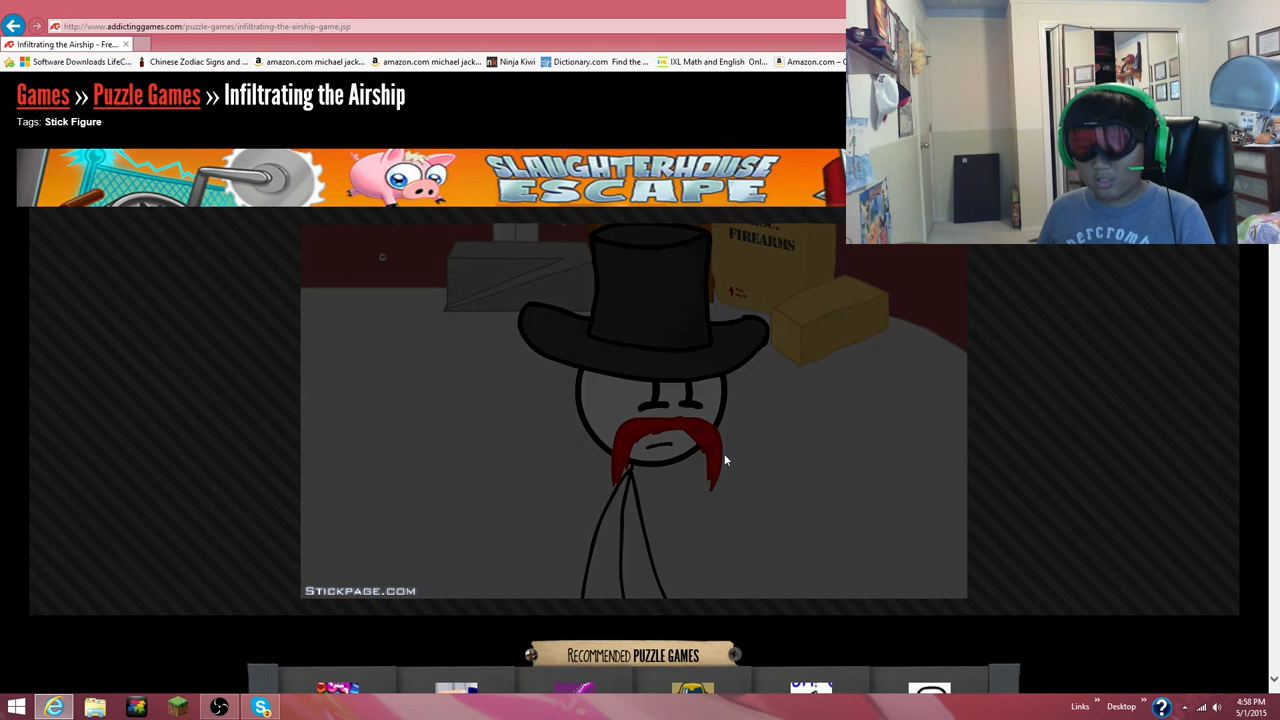 http://www.addictinggames.com/puzzle-games/infiltrating-the-airship-game.jsp
Infiltrating the Airship - Fre...
Software Downloads LifeC...
Chinese Zodiac Signs and ...
amazon.com michael jack...
amazon.com michael jack...
Ninja Kiwi
Dictionary.com Find the ...
IXL Math and English Onl...
Amazon.com – O
Games » Puzzle Games » Infiltrating the Airship
Tags: Stick Figure
SLAUGHTERHOUSE
ESCAPE
FIREARMS
STICKPAGE.COM
RECOMMENDED PUZZLE GAMES
Links
Desktop
4:58 PM
5/1/2015